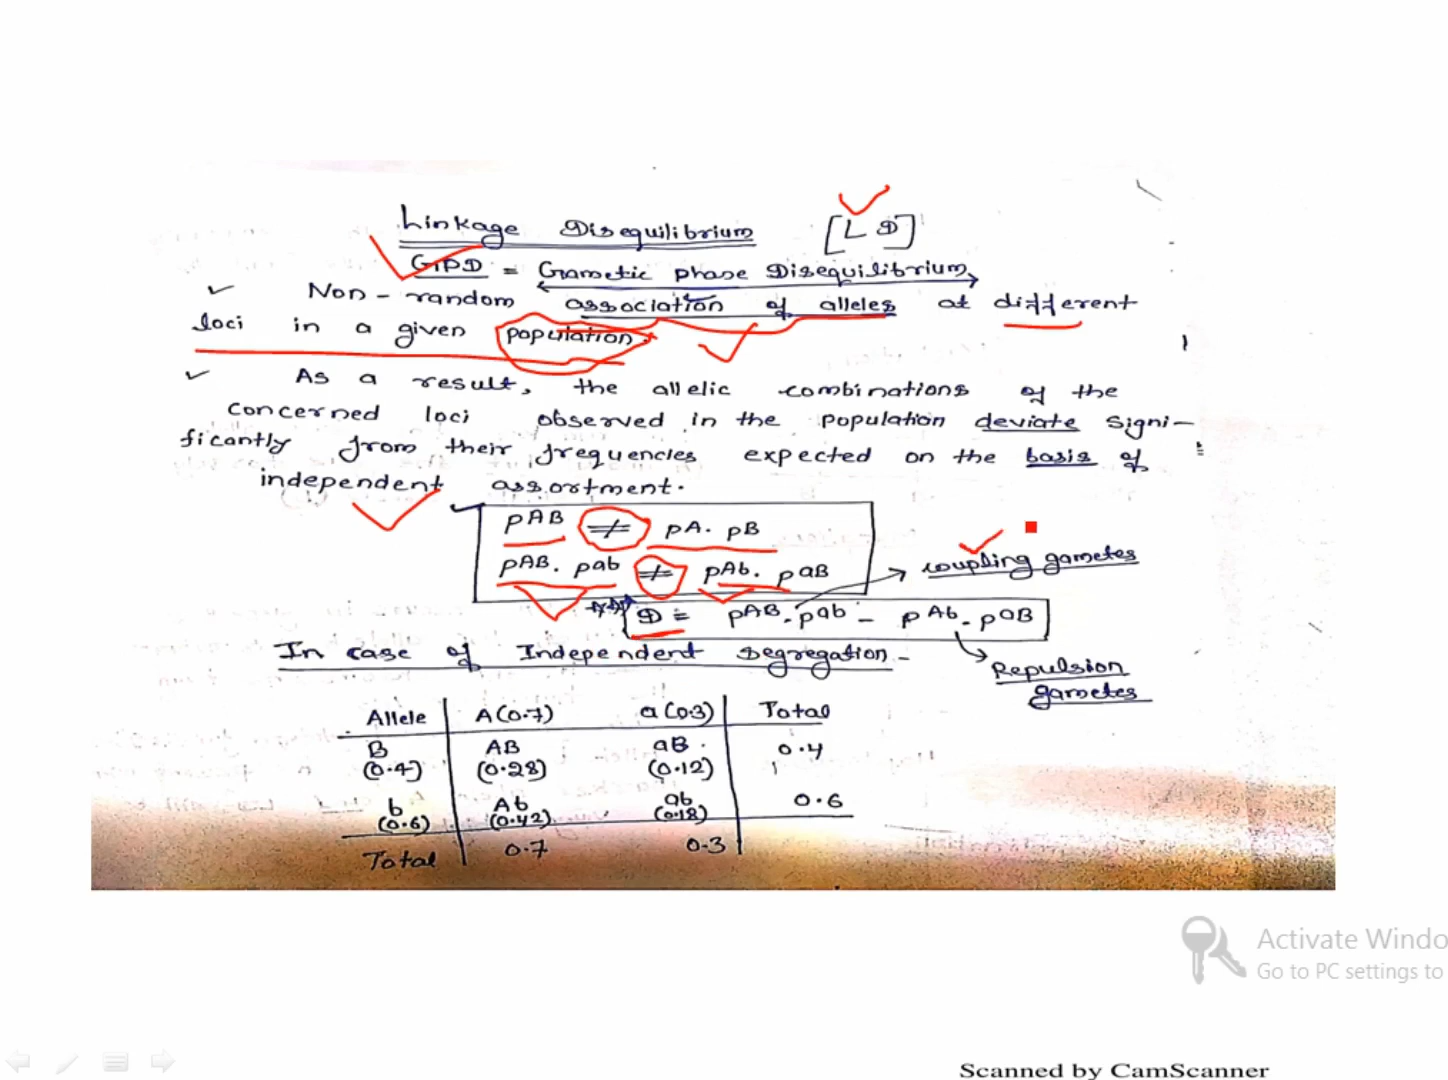 Linkage Disequilibrium [LD]
GPD = Gametic phase Disequilibrium
Non-random association of alleles at different
loci in a given population.
As a result, the allelic combinations of the
concerned loci observed in the population deviate signi-
ficantly from their frequencies expected on the basis of
independent assortment.
pAB ≠ pA. pB
pAB. pab ≠ pAb. paB
coupling gametes
D = pAB.pab - pAb.paB
In case of Independent segregation-
Repulsion
gametes
Allele A(0.7) a(0.3) Total
B AB aB 0.4
(0.4) (0.28) (0.12)
b Ab ab 0.6
(0.6) (0.42) (0.18)
Total 0.7 0.3
Activate Windo
Go to PC settings to
Scanned by CamScanner